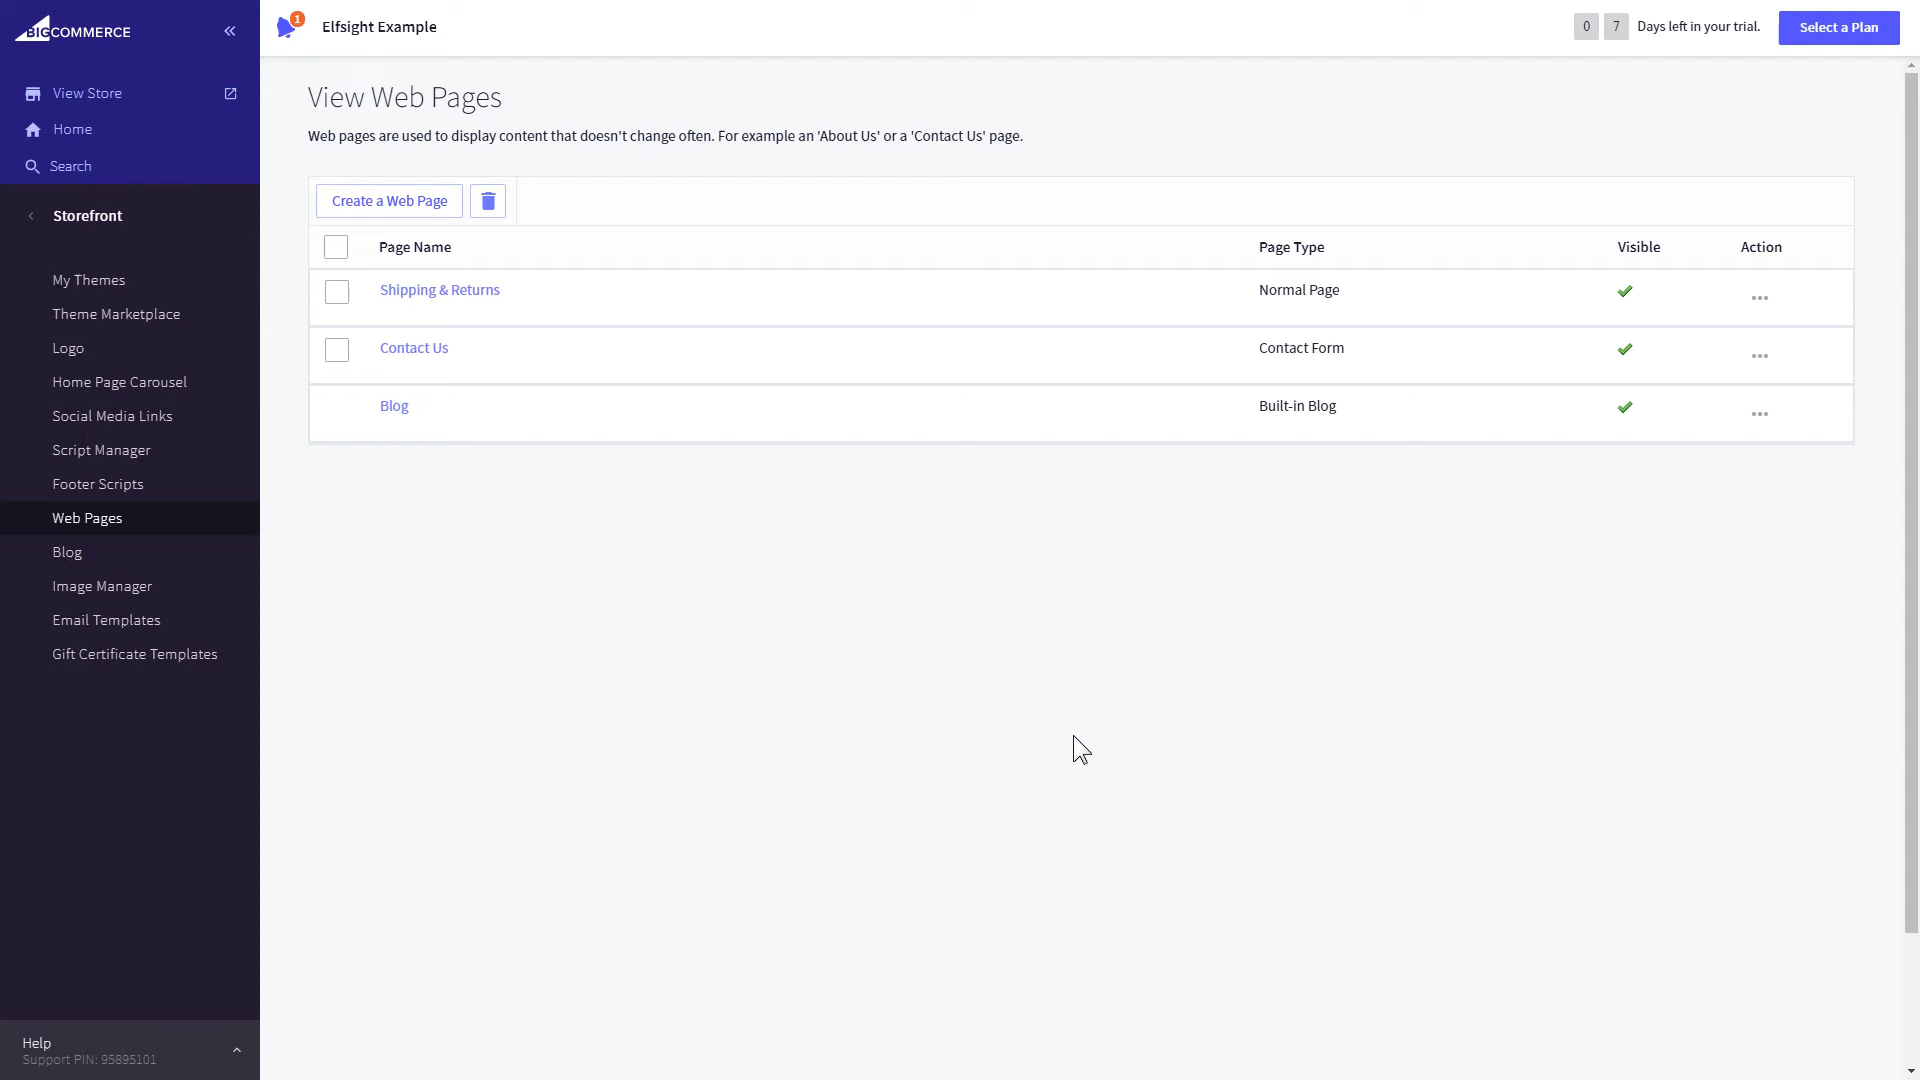 BIGCOMMERCE
View Store
Home
Search
Storefront
My Themes
Theme Marketplace
Logo
Home Page Carousel
Social Media Links
Script Manager
Footer Scripts
Web Pages
Blog
Image Manager
Email Templates
Gift Certificate Templates
Help
Support PIN: 95895101
1
Elfsight Example
0 7 Days left in your trial.
Select a Plan
View Web Pages
Web pages are used to display content that doesn't change often. For example an 'About Us' or a 'Contact Us' page.
Create a Web Page
Page Name Page Type Visible Action
Shipping & Returns Normal Page
Contact Us Contact Form
Blog Built-in Blog